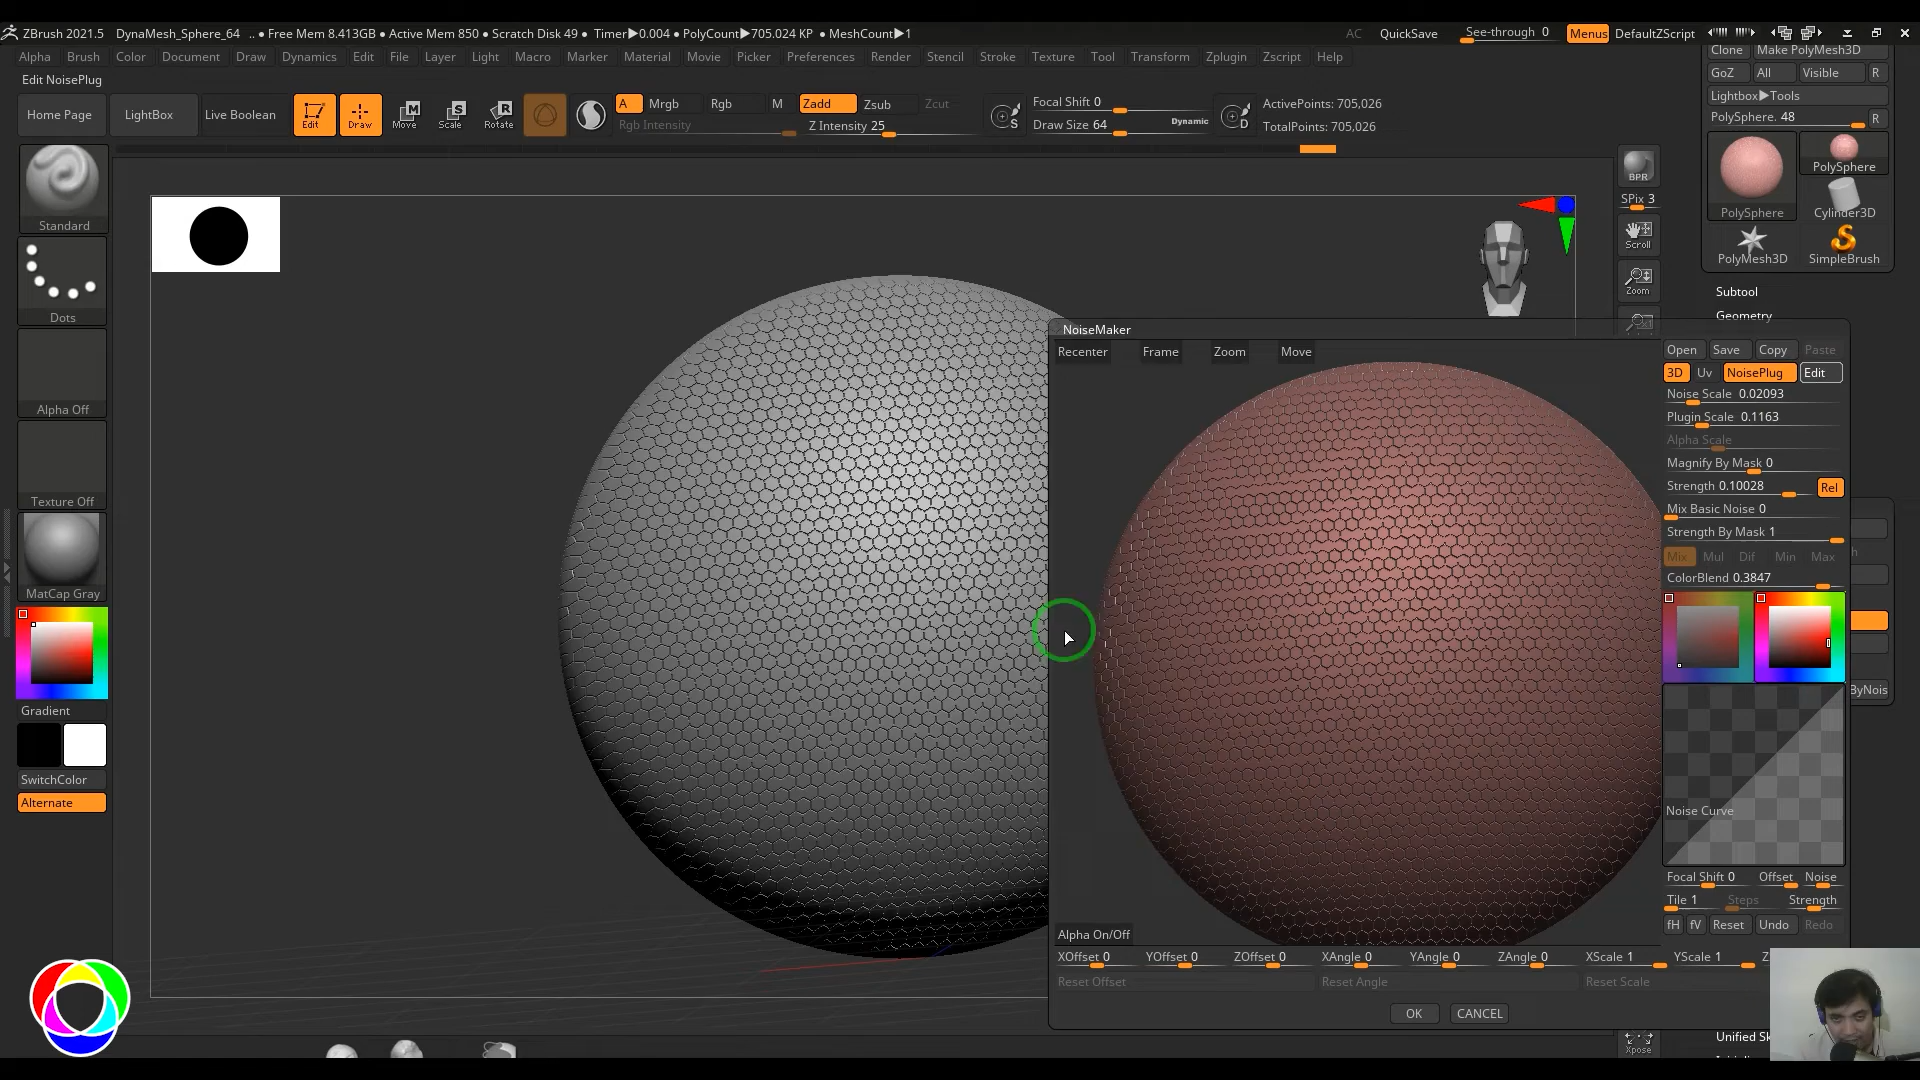 ZBrush 2021.5 DynaMesh_Sphere_64 .. ● Free Mem 8.413GB ● Active Mem 850 ● Scratch Disk 49 ● Timer▶0.004 ● PolyCount▶705.024 KP ● MeshCount▶1 AC QuickSave See-through 0 Menus DefaultZScript
Alpha Brush Color Document Draw Dynamics Edit File Layer Light Macro Marker Material Movie Picker Preferences Render Stencil Stroke Texture Tool Transform Zplugin Zscript Help
Clone Make PolyMesh3D
Edit NoisePlug
GoZ All Visible R
Lightbox▶Tools
Home Page LightBox Live Boolean Edit Draw Move Scale Rotate
A Mrgb Rgb M Zadd Zsub Zcut
Rgb Intensity Z Intensity 25
S Focal Shift 0
Draw Size 64 Dynamic D
ActivePoints: 705,026
TotalPoints: 705,026
PolySphere. 48 R
PolySphere
PolySphere Cylinder3D
PolyMesh3D SimpleBrush
Subtool
Geometry
Standard
Dots
Alpha Off
Texture Off
MatCap Gray
Gradient
SwitchColor
Alternate
BPR
SPix 3
Scroll
Zoom
NoiseMaker
Recenter Frame Zoom Move
Open Save Copy Paste
3D Uv NoisePlug Edit
Noise Scale 0.02093
Plugin Scale 0.1163
Alpha Scale
Magnify By Mask 0
Strength 0.10028 Rel
Mix Basic Noise 0
Strength By Mask 1
Mix Mul Dif Min Max
ColorBlend 0.3847
ByNois
Noise Curve
Focal Shift 0 Offset Noise
Tile 1 Steps Strength
fH fV Reset Undo Redo
Alpha On/Off
XOffset 0 YOffset 0 ZOffset 0 XAngle 0 YAngle 0 ZAngle 0 XScale 1 YScale 1 Z
Reset Offset Reset Angle Reset Scale
OK CANCEL
Unified Sk
Xpose